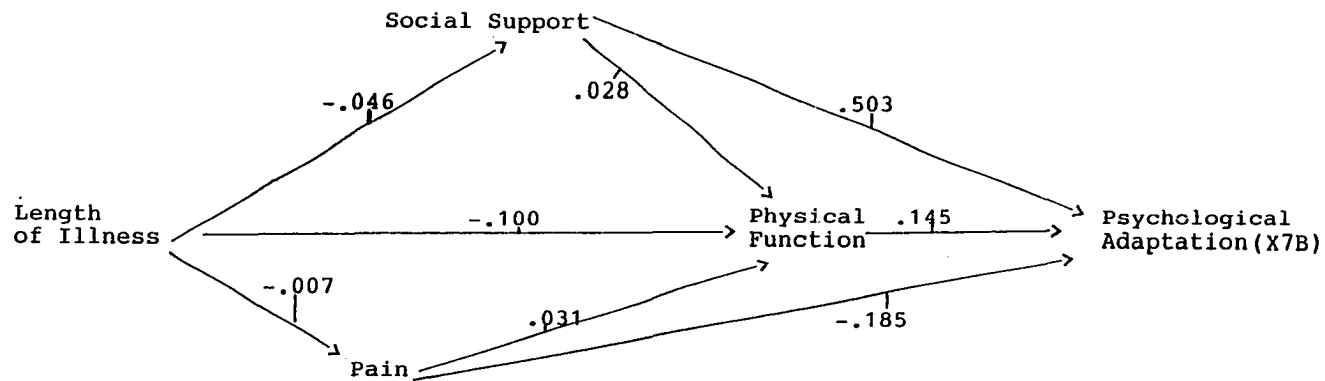 Social Support
-.046
.028
.503
Length
of Illness
-.100
Physical
Function
.145
Psychological
Adaptation(X7B)
-.007
.031
-.185
Pain